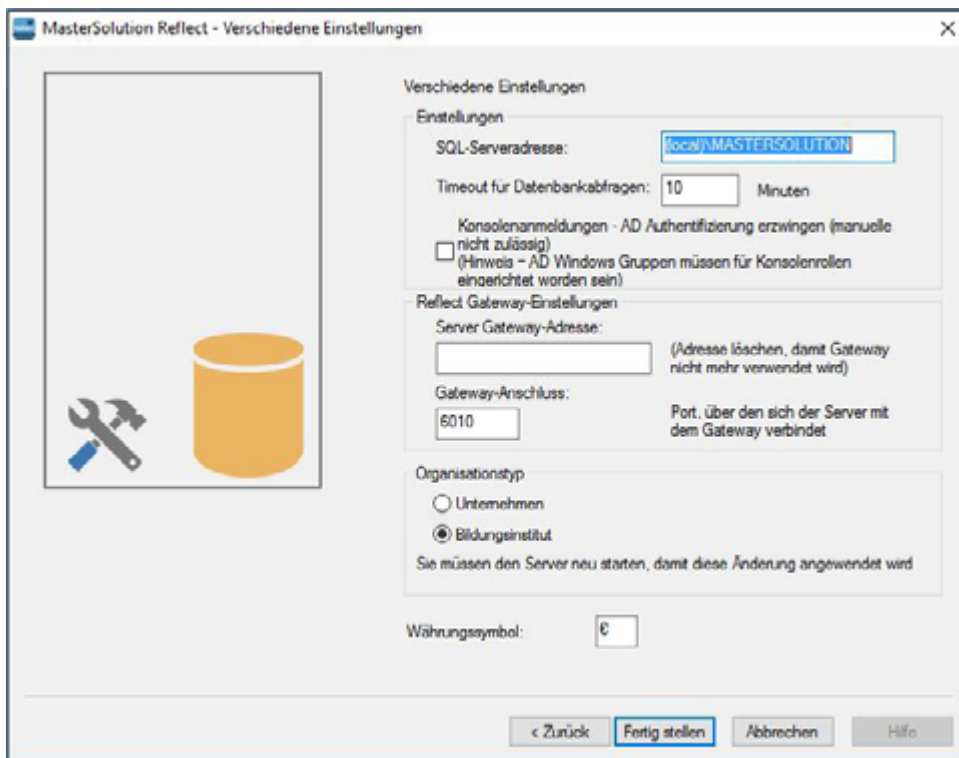 MasterSolution Reflect - Verschiedene Einstellungen
Verschiedene Einstellungen
Einstellungen
SQL-Serveradresse:
(local)\MASTERSOLUTION
Timeout für Datenbankabfragen:
10
Minuten
Konsolenanmeldungen - AD Authentifizierung erzwingen (manuelle
nicht zulässig)
(Hinweis – AD Windows Gruppen müssen für Konsolenrollen
eingerichtet worden sein)
Reflect Gateway-Einstellungen
Server Gateway-Adresse:
(Adresse löschen, damit Gateway
nicht mehr verwendet wird)
Gateway-Anschluss:
6010
Port, über den sich der Server mit
dem Gateway verbindet
Organisationstyp
Unternehmen
Bildungsinstitut
Sie müssen den Server neu starten, damit diese Änderung angewendet wird
Währungssymbol:
€
< Zurück
Fertig stellen
Abbrechen
Hilfe